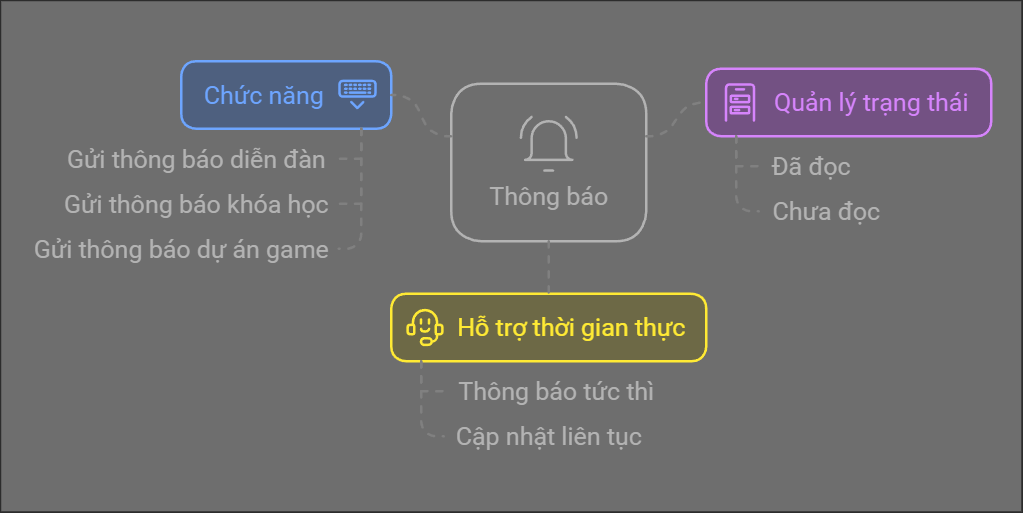 Chức năng
Gửi thông báo diễn đàn
Gửi thông báo khóa học
Gửi thông báo dự án game
Thông báo
Quản lý trạng thái
Đã đọc
Chưa đọc
Hỗ trợ thời gian thực
Thông báo tức thì
Cập nhật liên tục